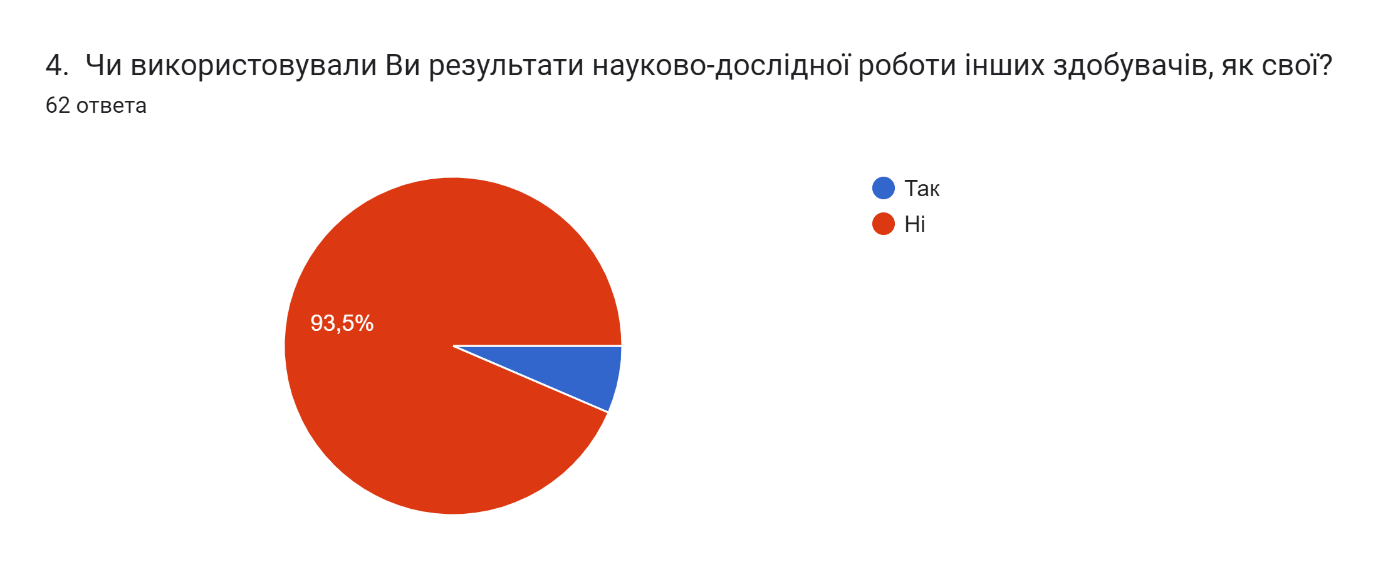 4. Чи використовували Ви результати науково-дослідної роботи інших здобувачів, як свої?
62 ответа
Так
Ні
93,5%